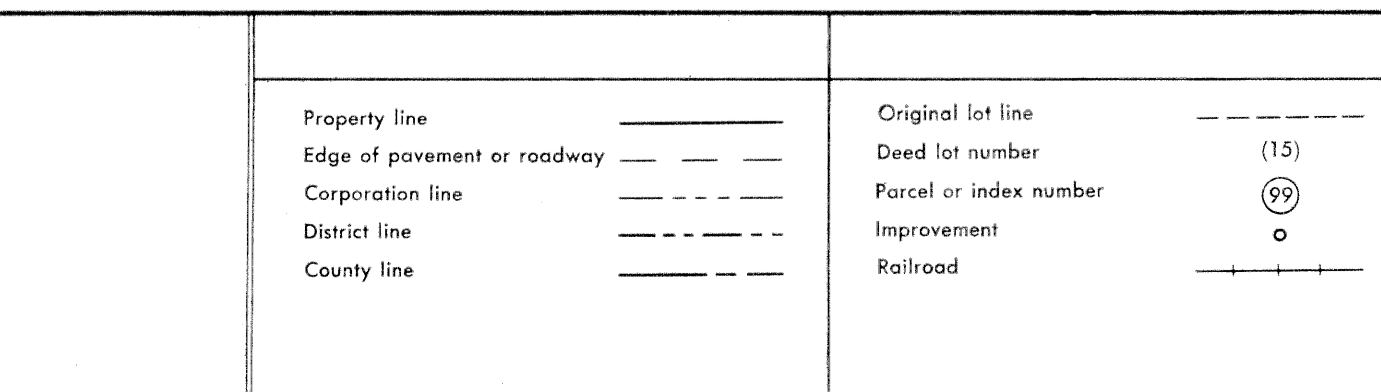 Property line
Edge of pavement or roadway
Corporation line
District line
County line
Original lot line
Deed lot number (15)
Parcel or index number 99
Improvement
Railroad